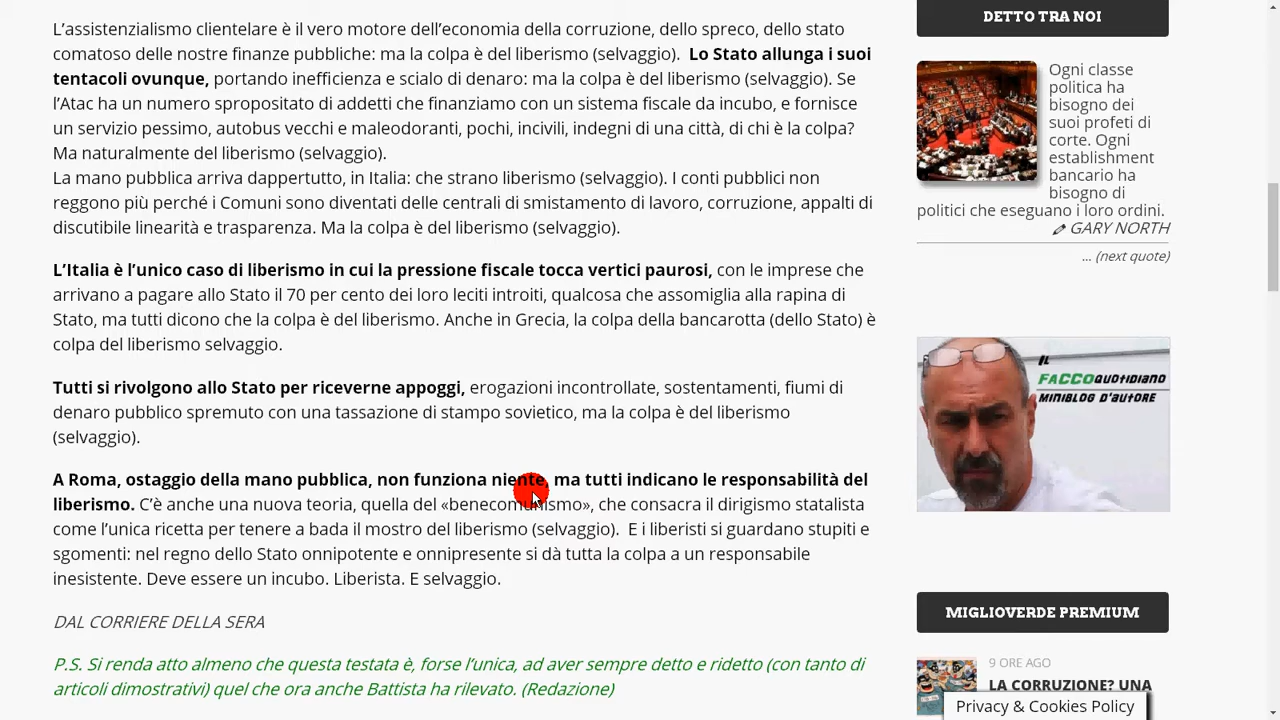 L’assistenzialismo clientelare è il vero motore dell’economia della corruzione, dello spreco, dello stato
comatoso delle nostre finanze pubbliche: ma la colpa è del liberismo (selvaggio).  Lo Stato allunga i suoi
tentacoli ovunque, portando inefficienza e scialo di denaro: ma la colpa è del liberismo (selvaggio). Se
l’Atac ha un numero spropositato di addetti che finanziamo con un sistema fiscale da incubo, e fornisce
un servizio pessimo, autobus vecchi e maleodoranti, pochi, incivili, indegni di una città, di chi è la colpa?
Ma naturalmente del liberismo (selvaggio).
La mano pubblica arriva dappertutto, in Italia: che strano liberismo (selvaggio). I conti pubblici non
reggono più perché i Comuni sono diventati delle centrali di smistamento di lavoro, corruzione, appalti di
discutibile linearità e trasparenza. Ma la colpa è del liberismo (selvaggio).
L’Italia è l’unico caso di liberismo in cui la pressione fiscale tocca vertici paurosi, con le imprese che
arrivano a pagare allo Stato il 70 per cento dei loro leciti introiti, qualcosa che assomiglia alla rapina di
Stato, ma tutti dicono che la colpa è del liberismo. Anche in Grecia, la colpa della bancarotta (dello Stato) è
colpa del liberismo selvaggio.
Tutti si rivolgono allo Stato per riceverne appoggi, erogazioni incontrollate, sostentamenti, fiumi di
denaro pubblico spremuto con una tassazione di stampo sovietico, ma la colpa è del liberismo
(selvaggio).
A Roma, ostaggio della mano pubblica, non funziona niente, ma tutti indicano le responsabilità del
liberismo. C’è anche una nuova teoria, quella del «benecomunismo», che consacra il dirigismo statalista
come l’unica ricetta per tenere a bada il mostro del liberismo (selvaggio).  E i liberisti si guardano stupiti e
sgomenti: nel regno dello Stato onnipotente e onnipresente si dà tutta la colpa a un responsabile
inesistente. Deve essere un incubo. Liberista. E selvaggio.
DAL CORRIERE DELLA SERA
P.S. Si renda atto almeno che questa testata è, forse l’unica, ad aver sempre detto e ridetto (con tanto di
articoli dimostrativi) quel che ora anche Battista ha rilevato. (Redazione)
DETTO TRA NOI
Ogni classe
politica ha
bisogno dei
suoi profeti di
corte. Ogni
establishment
bancario ha
bisogno di
politici che eseguano i loro ordini.
GARY NORTH
... (next quote)
IL
FACCOQUOTIDIANO
MINIBLOG D'AUTORE
MIGLIOVERDE PREMIUM
9 ORE AGO
LA CORRUZIONE? UNA
Privacy & Cookies Policy